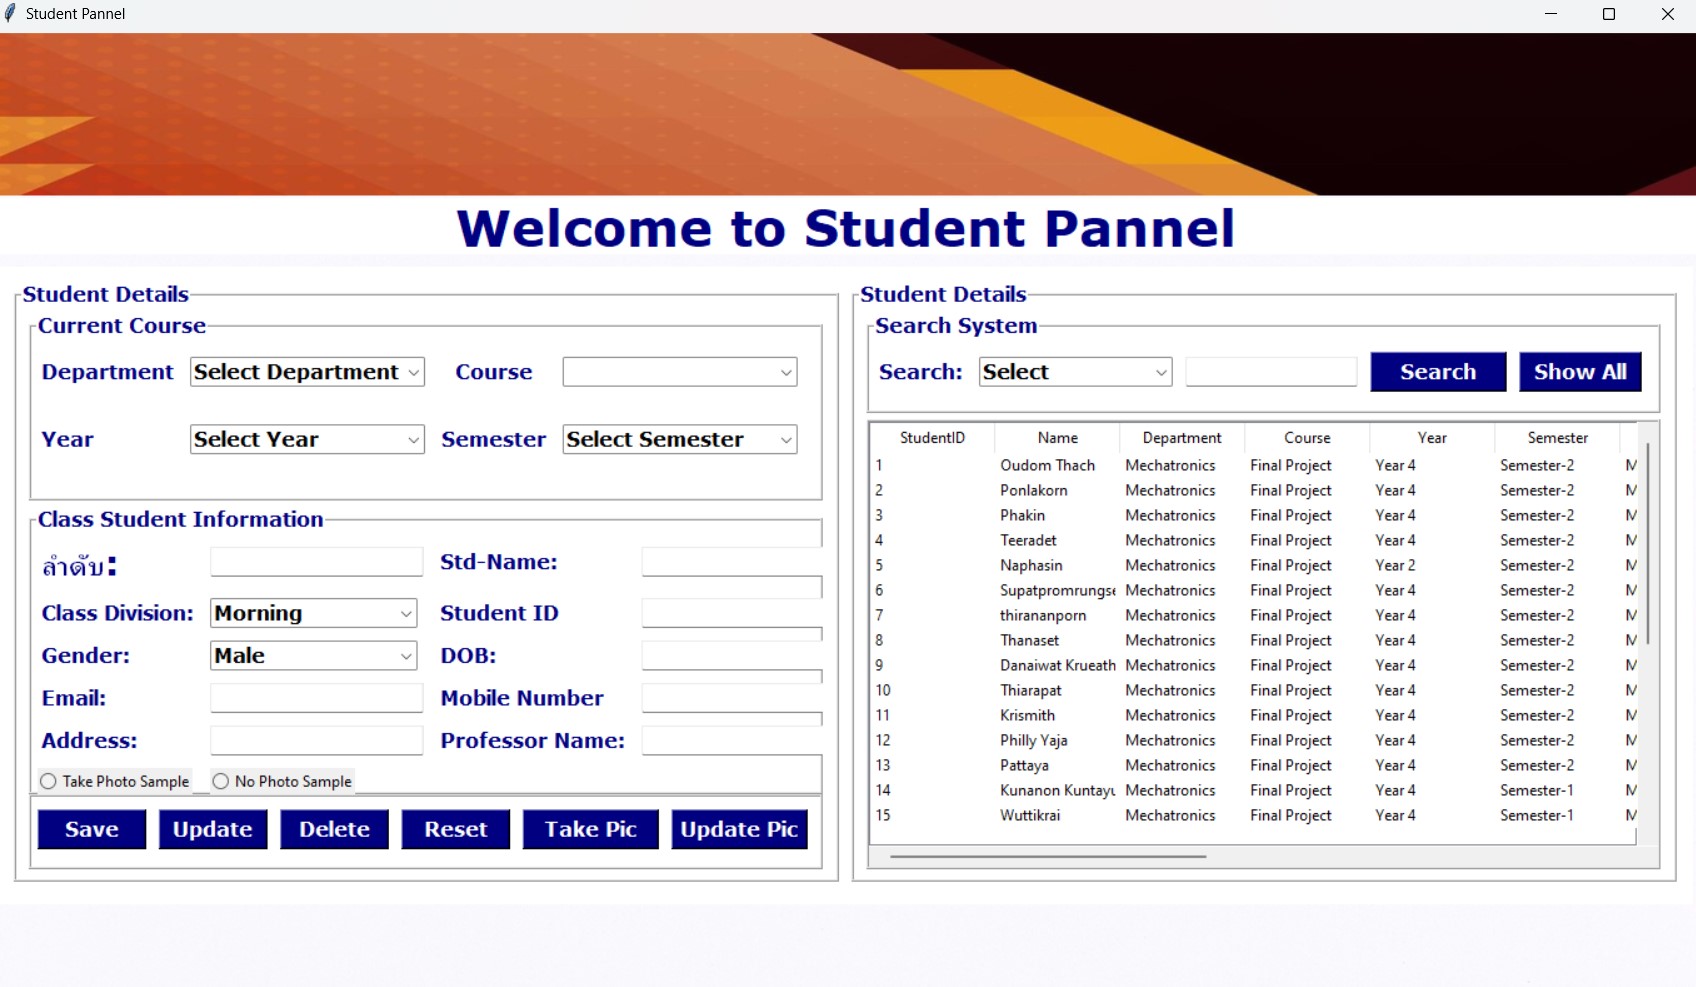 Student Pannel
Welcome to Student Pannel
Student Details
Current Course
Department Select Department Course
Year Select Year Semester Select Semester
Class Student Information
ลำดับ: Std-Name:
Class Division: Morning Student ID
Gender: Male DOB:
Email: Mobile Number
Address: Professor Name:
Take Photo Sample No Photo Sample
Save Update Delete Reset Take Pic Update Pic
Student Details
Search System
Search: Select Search Show All
StudentID Name Department Course Year Semester
1 Oudom Thach Mechatronics Final Project Year 4 Semester-2 M
2 Ponlakorn Mechatronics Final Project Year 4 Semester-2 M
3 Phakin Mechatronics Final Project Year 4 Semester-2 M
4 Teeradet Mechatronics Final Project Year 4 Semester-2 M
5 Naphasin Mechatronics Final Project Year 2 Semester-2 M
6 Supatpromrungse Mechatronics Final Project Year 4 Semester-2 M
7 thirananporn Mechatronics Final Project Year 4 Semester-2 M
8 Thanaset Mechatronics Final Project Year 4 Semester-2 M
9 Danaiwat Krueath Mechatronics Final Project Year 4 Semester-2 M
10 Thiarapat Mechatronics Final Project Year 4 Semester-2 M
11 Krismith Mechatronics Final Project Year 4 Semester-2 M
12 Philly Yaja Mechatronics Final Project Year 4 Semester-2 M
13 Pattaya Mechatronics Final Project Year 4 Semester-2 M
14 Kunanon Kuntayu Mechatronics Final Project Year 4 Semester-1 M
15 Wuttikrai Mechatronics Final Project Year 4 Semester-1 M